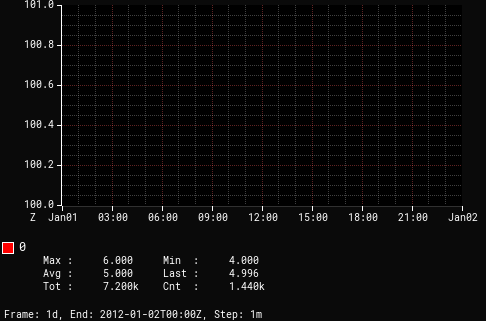 101.0
100.8
100.6
100.4
100.2
100.0
Z Jan01 03:00 06:00 09:00 12:00 15:00 18:00 21:00 Jan02
0
Max : 6.000 Min : 4.000
Avg : 5.000 Last : 4.996
Tot : 7.200k Cnt : 1.440k
Frame: 1d, End: 2012-01-02T00:00Z, Step: 1m